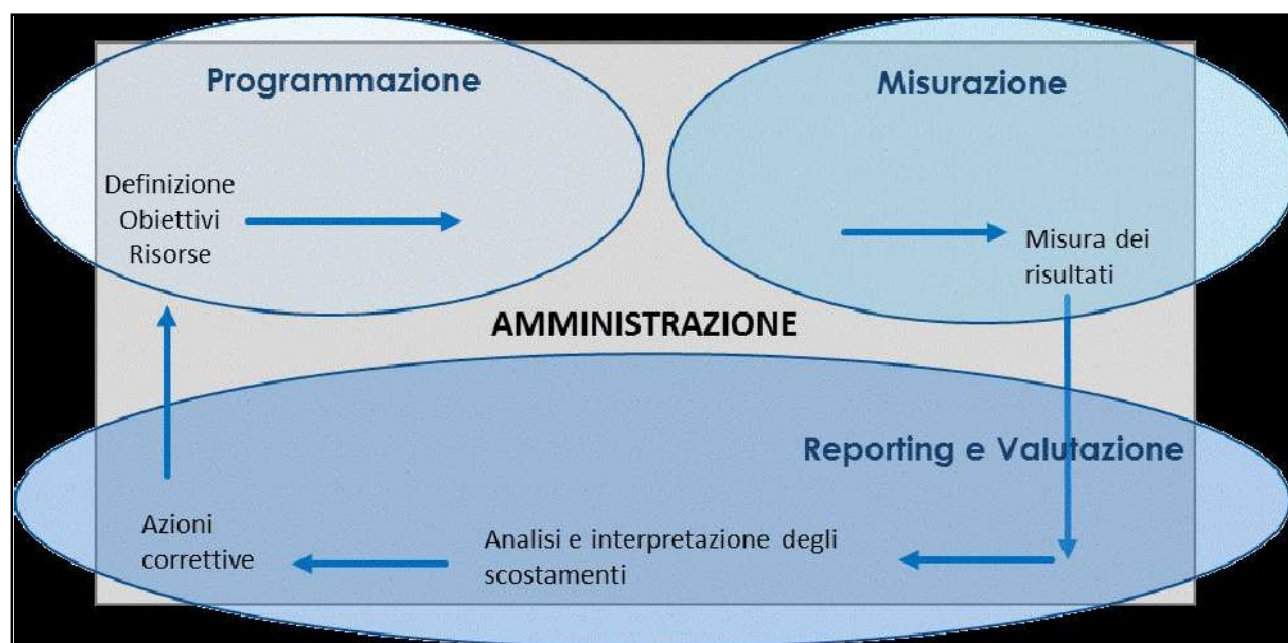 Programmazione
Misurazione
Definizione
Obiettivi
Risorse
Misura dei
risultati
AMMINISTRAZIONE
Reporting e Valutazione
Azioni
correttive
Analisi e interpretazione degli
scostamenti